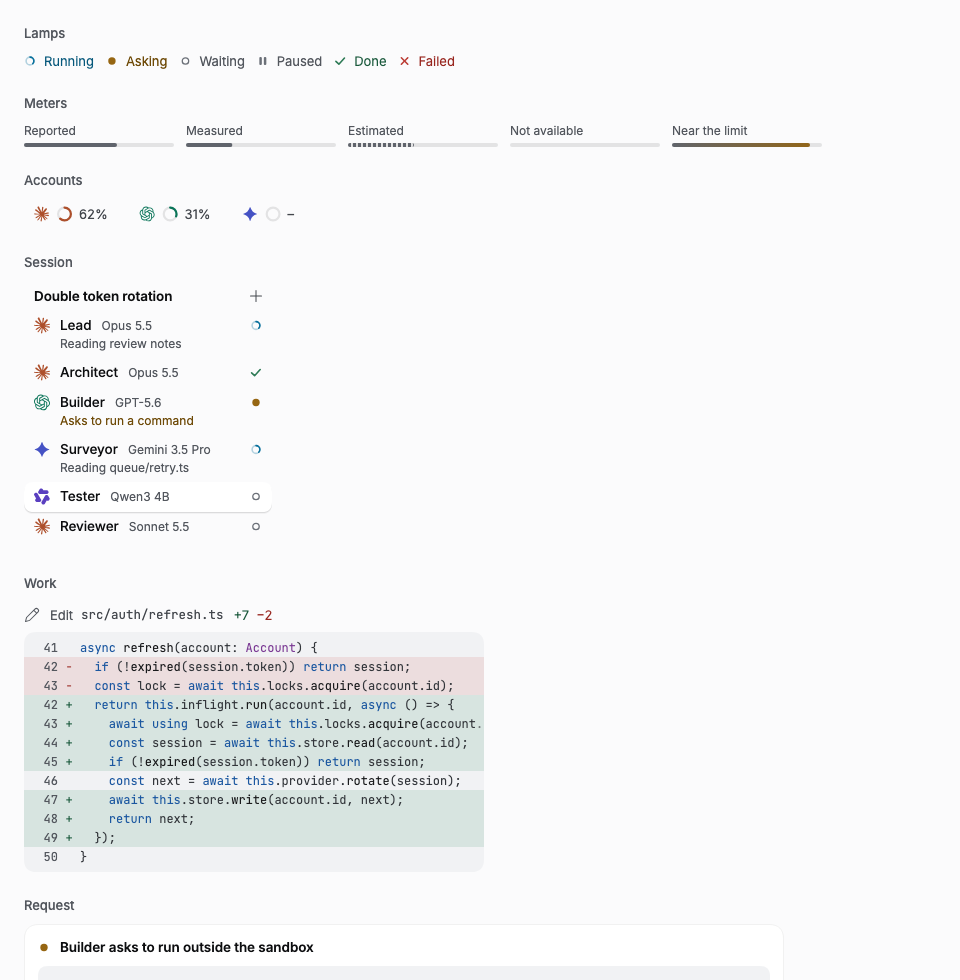 Lamps
Running Asking Waiting Paused Done Failed
Meters
Reported Measured Estimated Not available Near the limit
Accounts
62% 31% –
Session
Double token rotation
Lead Opus 5.5
Reading review notes
Architect Opus 5.5
Builder GPT-5.6
Asks to run a command
Surveyor Gemini 3.5 Pro
Reading queue/retry.ts
Tester Qwen3 4B
Reviewer Sonnet 5.5
Work
Edit src/auth/refresh.ts +7 −2
41 async refresh(account: Account) {
42 - if (!expired(session.token)) return session;
43 - const lock = await this.locks.acquire(account.id);
42 + return this.inflight.run(account.id, async () => {
43 + await using lock = await this.locks.acquire(account.
44 + const session = await this.store.read(account.id);
45 + if (!expired(session.token)) return session;
46 const next = await this.provider.rotate(session);
47 + await this.store.write(account.id, next);
48 + return next;
49 + });
50 }
Request
Builder asks to run outside the sandbox